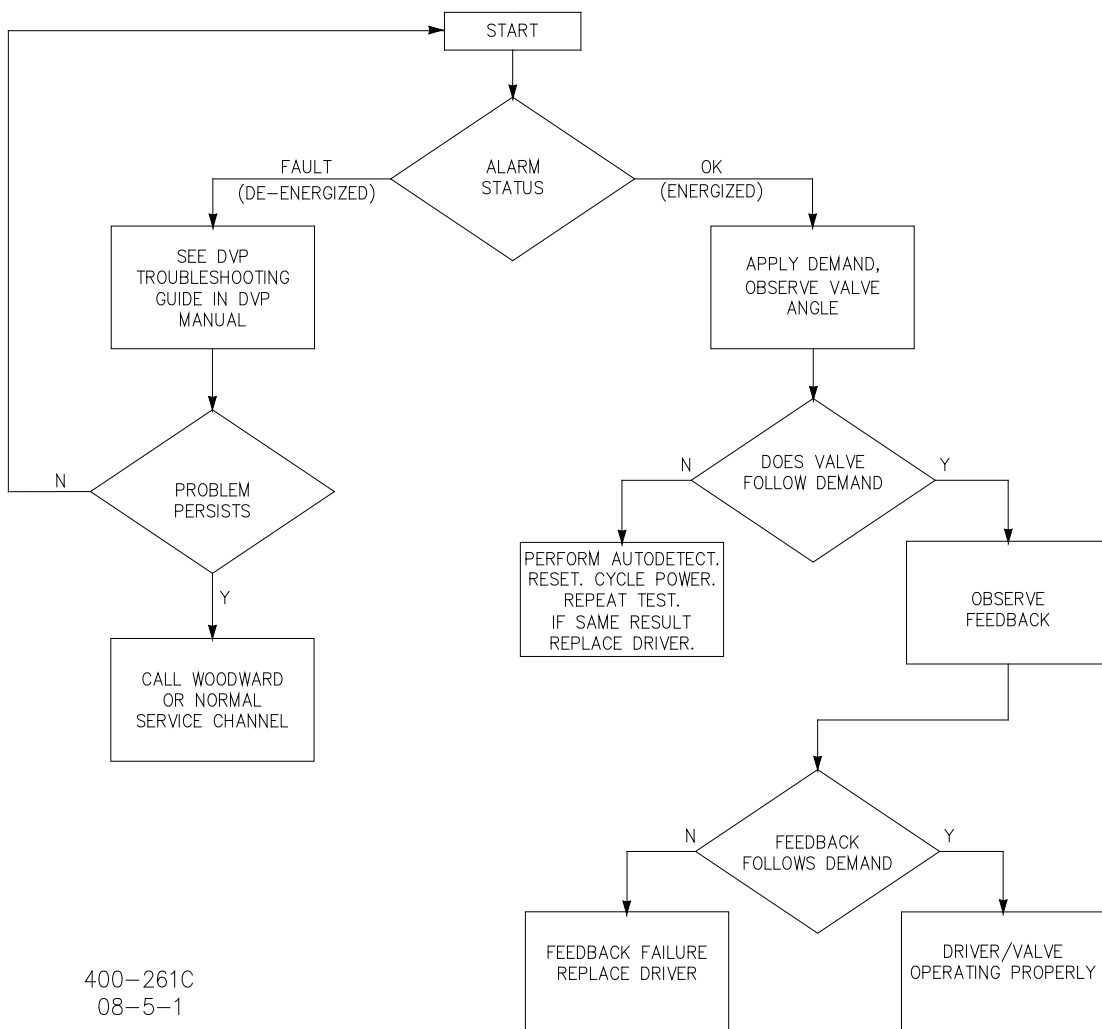 START
ALARM
STATUS
FAULT
(DE-ENERGIZED)
OK
(ENERGIZED)
SEE DVP
TROUBLESHOOTING
GUIDE IN DVP
MANUAL
APPLY DEMAND,
OBSERVE VALVE
ANGLE
N
PROBLEM
PERSISTS
Y
CALL WOODWARD
OR NORMAL
SERVICE CHANNEL
N
DOES VALVE
FOLLOW DEMAND
Y
PERFORM AUTODETECT.
RESET. CYCLE POWER.
REPEAT TEST.
IF SAME RESULT
REPLACE DRIVER.
OBSERVE
FEEDBACK
N
FEEDBACK
FOLLOWS DEMAND
Y
FEEDBACK FAILURE
REPLACE DRIVER
DRIVER/VALVE
OPERATING PROPERLY
400-261C
08-5-1